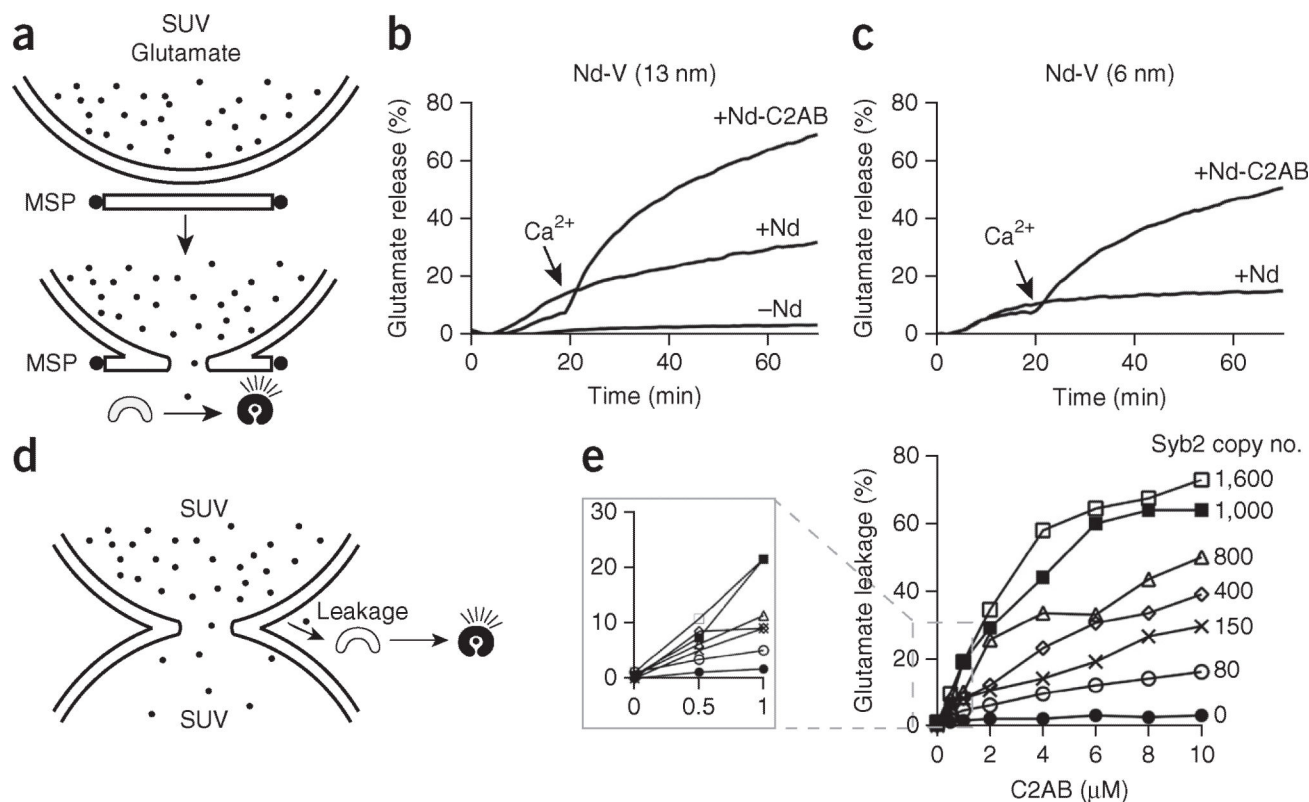 a
SUV
Glutamate
MSP
MSP
b
Nd-V (13 nm)
Glutamate release (%)
80
60
40
20
0
+Nd-C2AB
Ca2+
+Nd
–Nd
0 20 40 60
Time (min)
c
Nd-V (6 nm)
Glutamate release (%)
80
60
40
20
0
+Nd-C2AB
Ca2+
+Nd
0 20 40 60
Time (min)
d
SUV
Leakage
SUV
e
30
20
10
0
0 0.5 1
Glutamate leakage (%)
80
60
40
20
0
Syb2 copy no.
1,600
1,000
800
400
150
80
0
0 2 4 6 8 10
C2AB (μM)